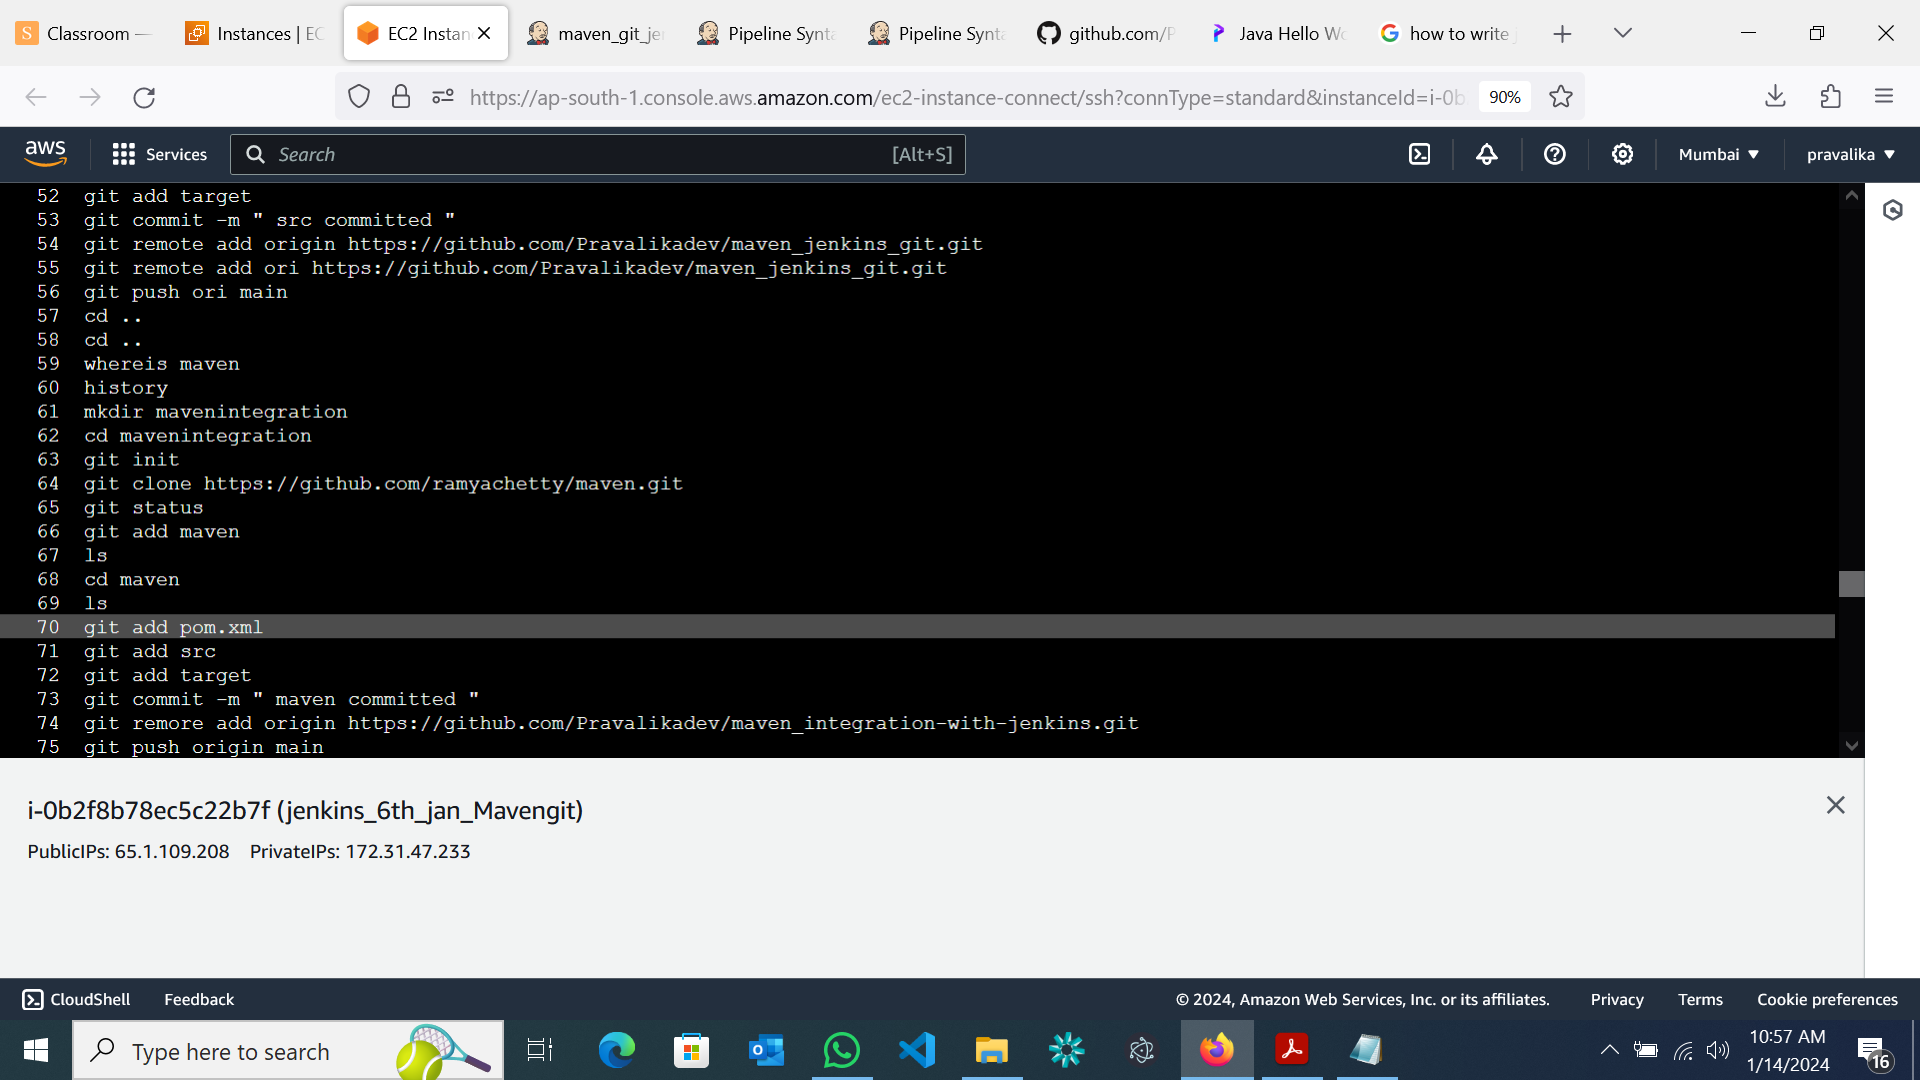 Classroom —
Instances | EC
EC2 Instan
maven_git_je
Pipeline Synta
Pipeline Synta
github.com/P
Java Hello Wo
how to write j
https://ap-south-1.console.aws.amazon.com/ec2-instance-connect/ssh?connType=standard&instanceId=i-0b
90%
aws
Services
Search
[Alt+S]
Mumbai
pravalika
52 git add target
53 git commit -m " src committed "
54 git remote add origin https://github.com/Pravalikadev/maven_jenkins_git.git
55 git remote add ori https://github.com/Pravalikadev/maven_jenkins_git.git
56 git push ori main
57 cd ..
58 cd ..
59 whereis maven
60 history
61 mkdir mavenintegration
62 cd mavenintegration
63 git init
64 git clone https://github.com/ramyachetty/maven.git
65 git status
66 git add maven
67 ls
68 cd maven
69 ls
70 git add pom.xml
71 git add src
72 git add target
73 git commit -m " maven committed "
74 git remore add origin https://github.com/Pravalikadev/maven_integration-with-jenkins.git
75 git push origin main
i-0b2f8b78ec5c22b7f (jenkins_6th_jan_Mavengit)
PublicIPs: 65.1.109.208 PrivateIPs: 172.31.47.233
CloudShell
Feedback
© 2024, Amazon Web Services, Inc. or its affiliates.
Privacy
Terms
Cookie preferences
Type here to search
10:57 AM
1/14/2024
16